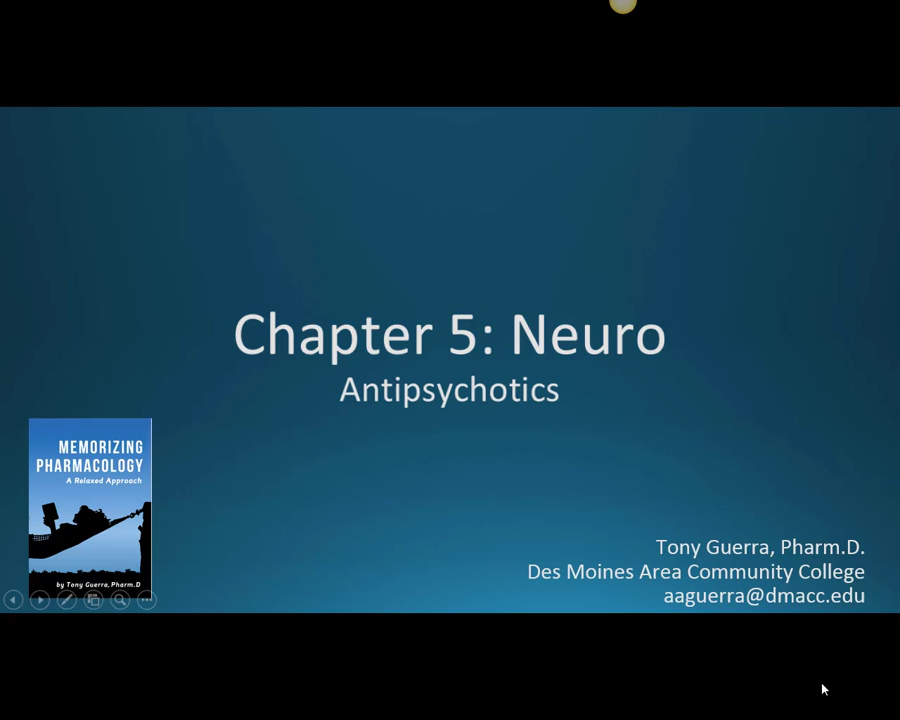 Chapter 5: Neuro
Antipsychotics
MEMORIZING
PHARMACOLOGY
A Relaxed Approach
by Tony Guerra, Pharm.D
Tony Guerra, Pharm.D.
Des Moines Area Community College
aaguerra@dmacc.edu